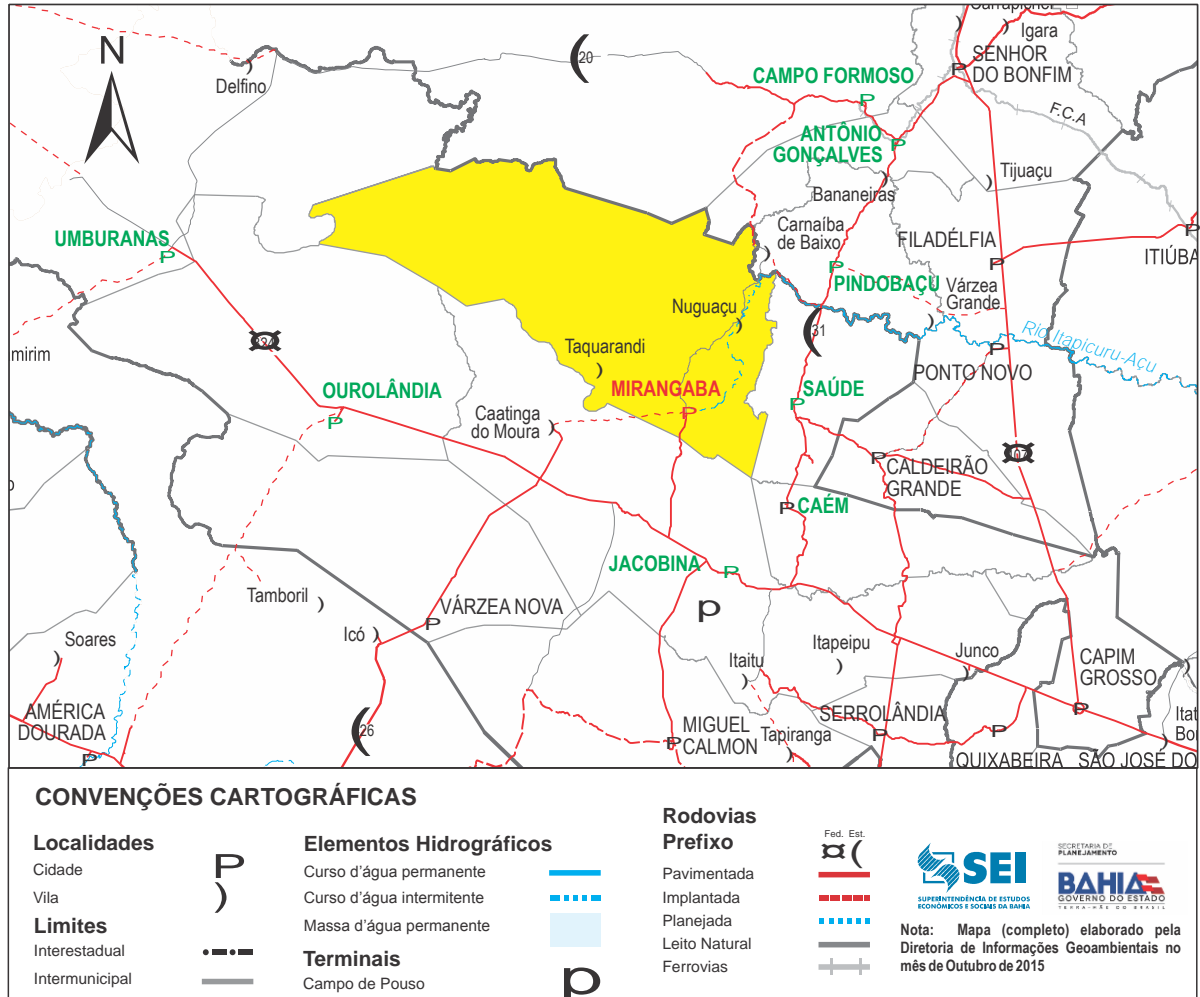 Carrapichel
Igara
N
20
SENHOR
DO BONFIM
Delfino
CAMPO FORMOSO
P
P
F.C.A
ANTÔNIO
GONÇALVES
P
Tijuaçu
Bananeiras
Carnaíba
de Baixo
UMBURANAS
P
FILADÉLFIA
P
P
ITIÚBA
P
PINDOBAÇU
Várzea
Grande
Nuguaçu
31
Rio Itapicuru-Açu
mirim
Taquarandi
P
PONTO NOVO
MIRANGABA
P
SAÚDE
P
OUROLÂNDIA
P
Caatinga
do Moura
P
CALDEIRÃO
GRANDE
P
CAÉM
JACOBINA
P
Tamboril
VÁRZEA NOVA
P
p
Soares
Icó
Itapeipu
Junco
Itaitu
CAPIM
GROSSO
P
AMÉRICA
DOURADA
P
26
P
MIGUEL
CALMON
Tapiranga
SERROLÂNDIA
P
P
QUIXABEIRA
SÃO JOSÉ DO
CONVENÇÕES CARTOGRÁFICAS
Localidades
Cidade P
Vila )
Limites
Interestadual
Intermunicipal
Elementos Hidrográficos
Curso d'água permanente
Curso d'água intermitente
Massa d'água permanente
Terminais
Campo de Pouso p
Rodovias
Prefixo
Fed. Est.
Pavimentada
Implantada
Planejada
Leito Natural
Ferrovias
SEI
SUPERINTENDÊNCIA DE ESTUDOS
ECONÔMICOS E SOCIAIS DA BAHIA
SECRETARIA DE
PLANEJAMENTO
BAHIA
GOVERNO DO ESTADO
TERRA-MÃE DO BRASIL
Nota: Mapa (completo) elaborado pela
Diretoria de Informações Geoambientais no
mês de Outubro de 2015